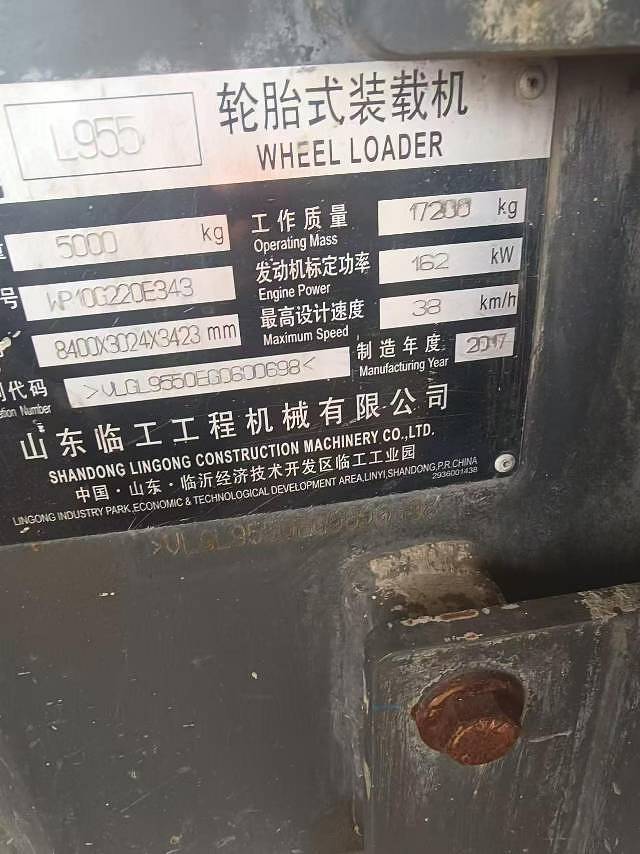 L955
轮胎式装载机
WHEEL LOADER
5000 kg
工作质量
Operating Mass
17200 kg
号
WP10G220E343
发动机标定功率
Engine Power
162 kW
8400X3024X3423 mm
最高设计速度
Maximum Speed
38 km/h
代码
Number
制造年度
Manufacturing Year
2017
山东临工工程机械有限公司
SHANDONG LINGONG CONSTRUCTION MACHINERY CO.,LTD.
中国·山东·临沂经济技术开发区临工工业园
LINGONG INDUSTRY PARK,ECONOMIC & TECHNOLOGICAL DEVELOPMENT AREA,LINYI,SHANDONG,P.R.CHINA
2936001438